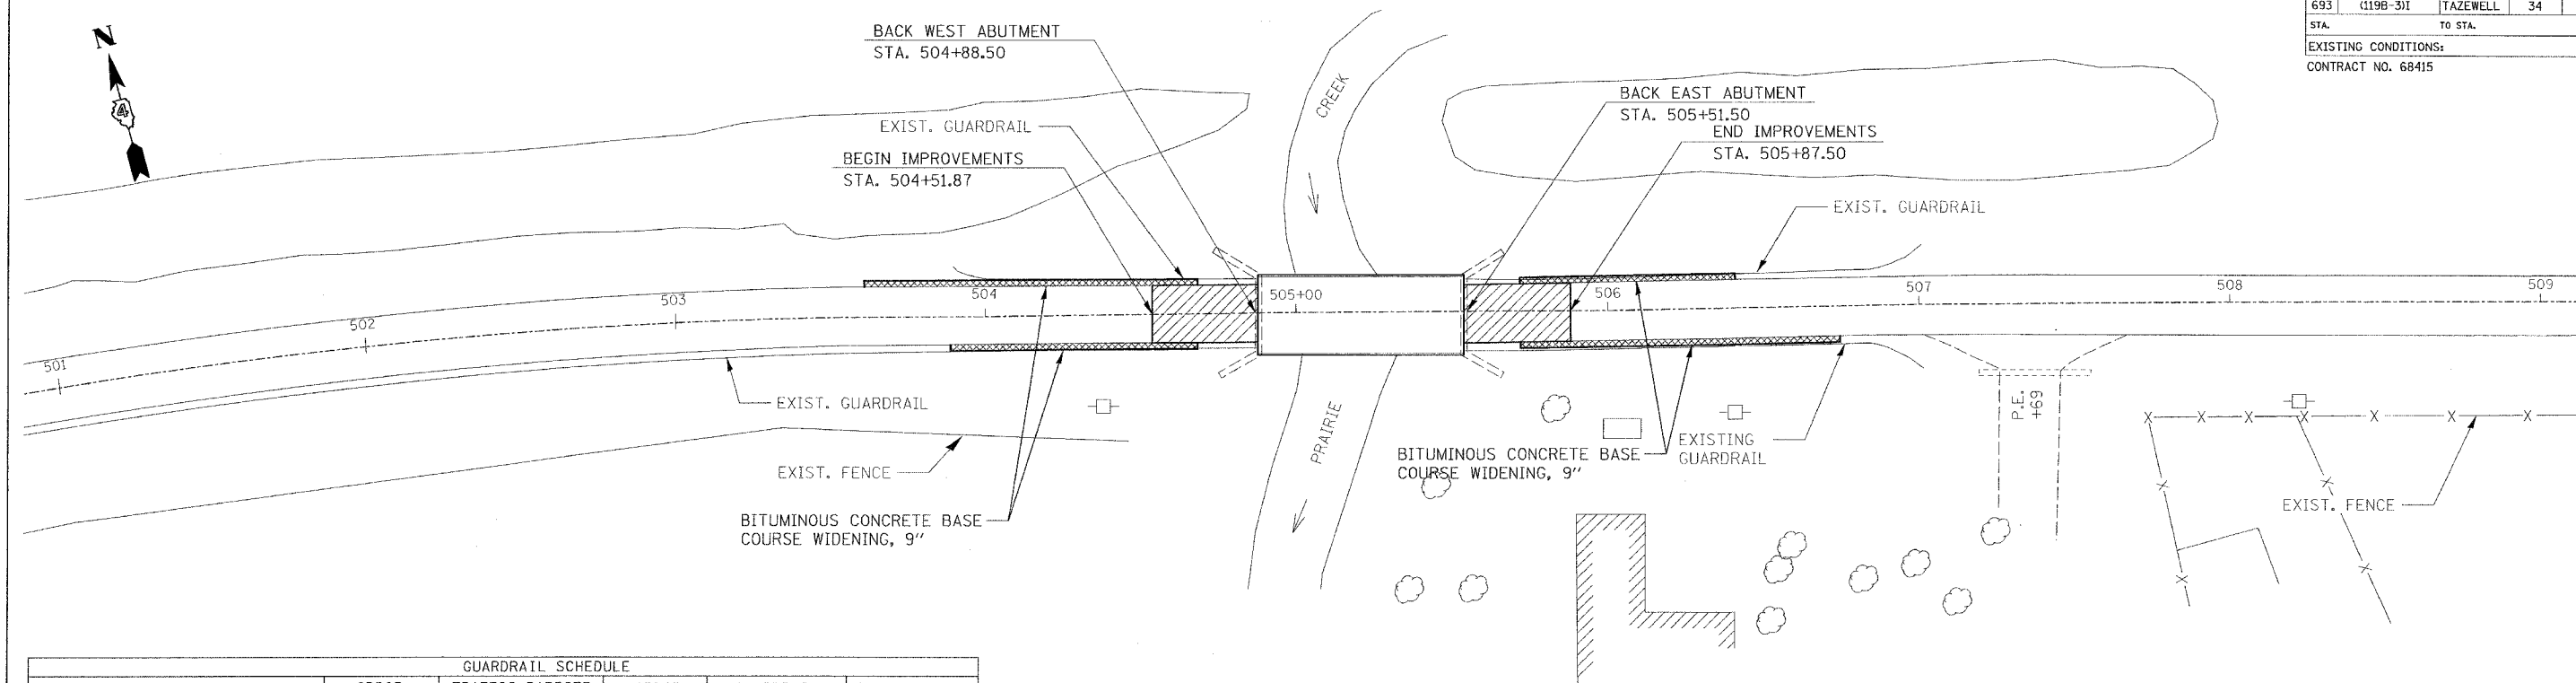 693 (119B-3)I TAZEWELL 34
STA. TO STA.
EXISTING CONDITIONS:
CONTRACT NO. 68415
N
4
BACK WEST ABUTMENT
STA. 504+88.50
EXIST. GUARDRAIL
BEGIN IMPROVEMENTS
STA. 504+51.87
CREEK
BACK EAST ABUTMENT
STA. 505+51.50
END IMPROVEMENTS
STA. 505+87.50
EXIST. GUARDRAIL
501
502
503
504
505+00
506
507
508
509
EXIST. GUARDRAIL
EXIST. FENCE
BITUMINOUS CONCRETE BASE
COURSE WIDENING, 9"
PRAIRIE
BITUMINOUS CONCRETE BASE
COURSE WIDENING, 9"
EXISTING
GUARDRAIL
P.E.
+69
X X X X X X X
X X
X X
EXIST. FENCE
GUARDRAIL SCHEDULE